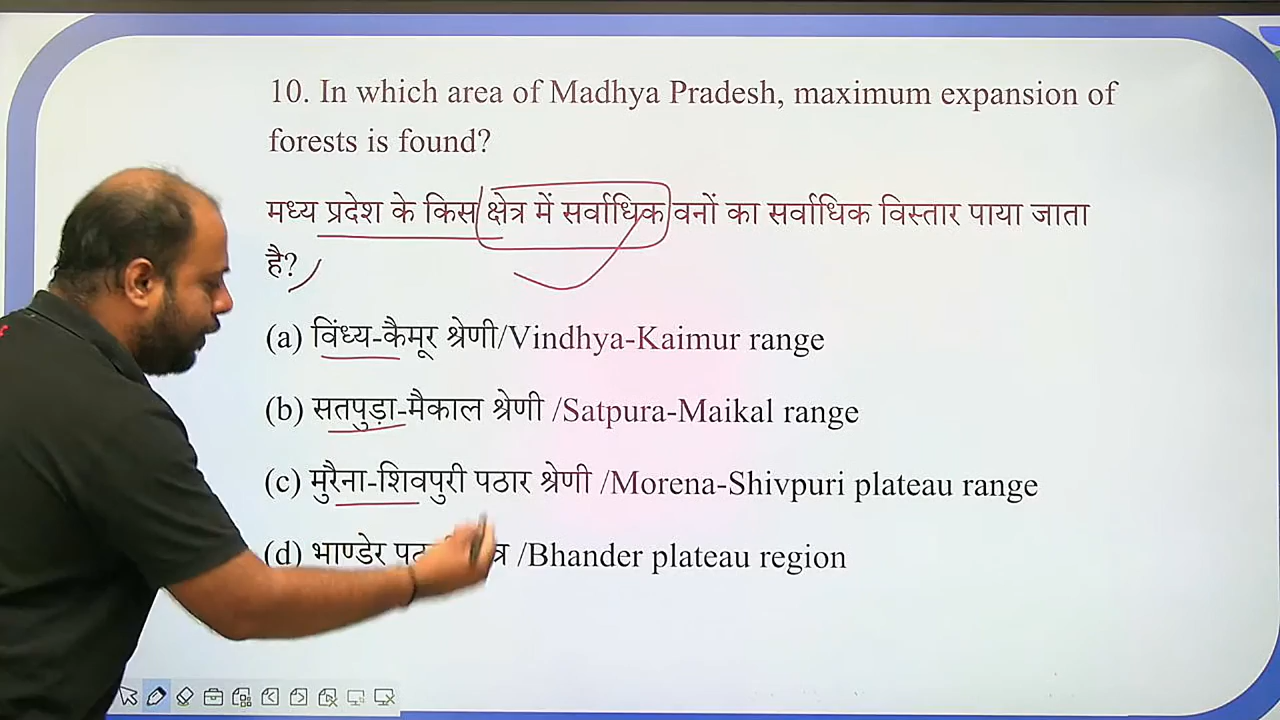 10. In which area of Madhya Pradesh, maximum expansion of
forests is found?
मध्य प्रदेश के किस क्षेत्र में सर्वाधिक वनों का सर्वाधिक विस्तार पाया जाता
है?
(a) विंध्य-कैमूर श्रेणी/Vindhya-Kaimur range
(b) सतपुड़ा-मैकाल श्रेणी /Satpura-Maikal range
(c) मुरैना-शिवपुरी पठार श्रेणी /Morena-Shivpuri plateau range
(d) भाण्डेर /Bhander plateau region